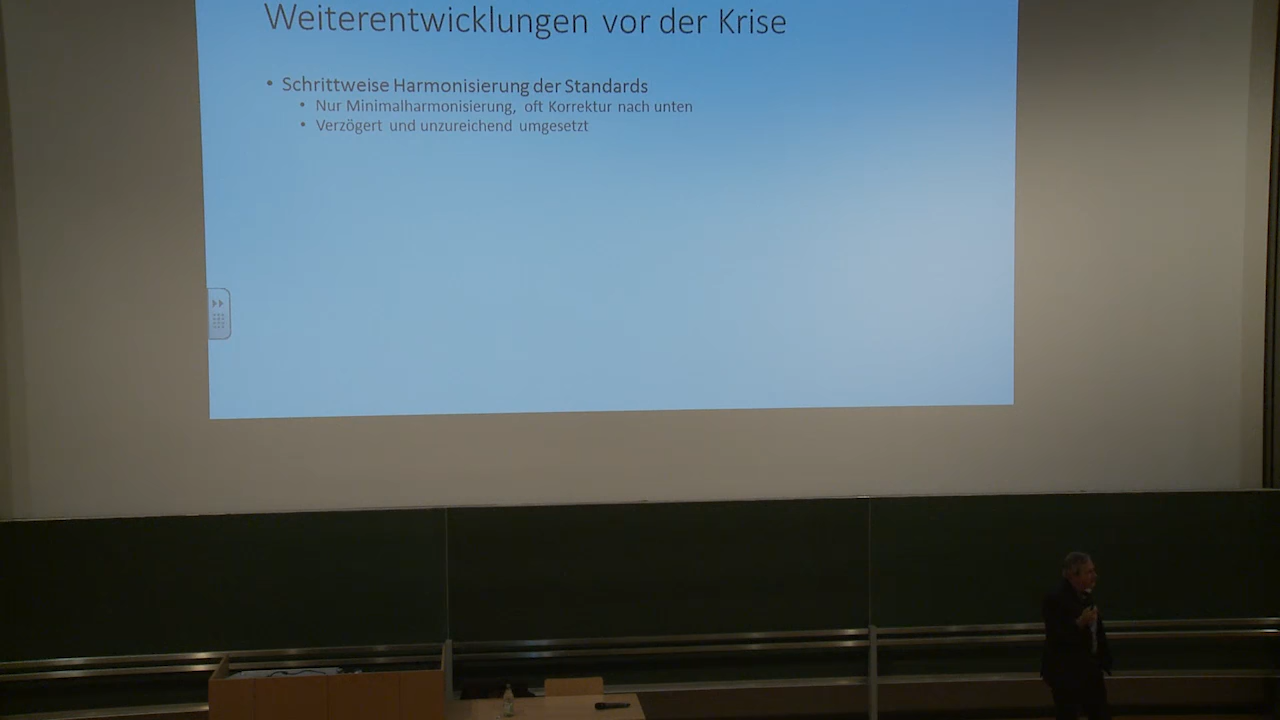 Weiterentwicklungen vor der Krise
• Schrittweise Harmonisierung der Standards
• Nur Minimalharmonisierung, oft Korrektur nach unten
• Verzögert und unzureichend umgesetzt